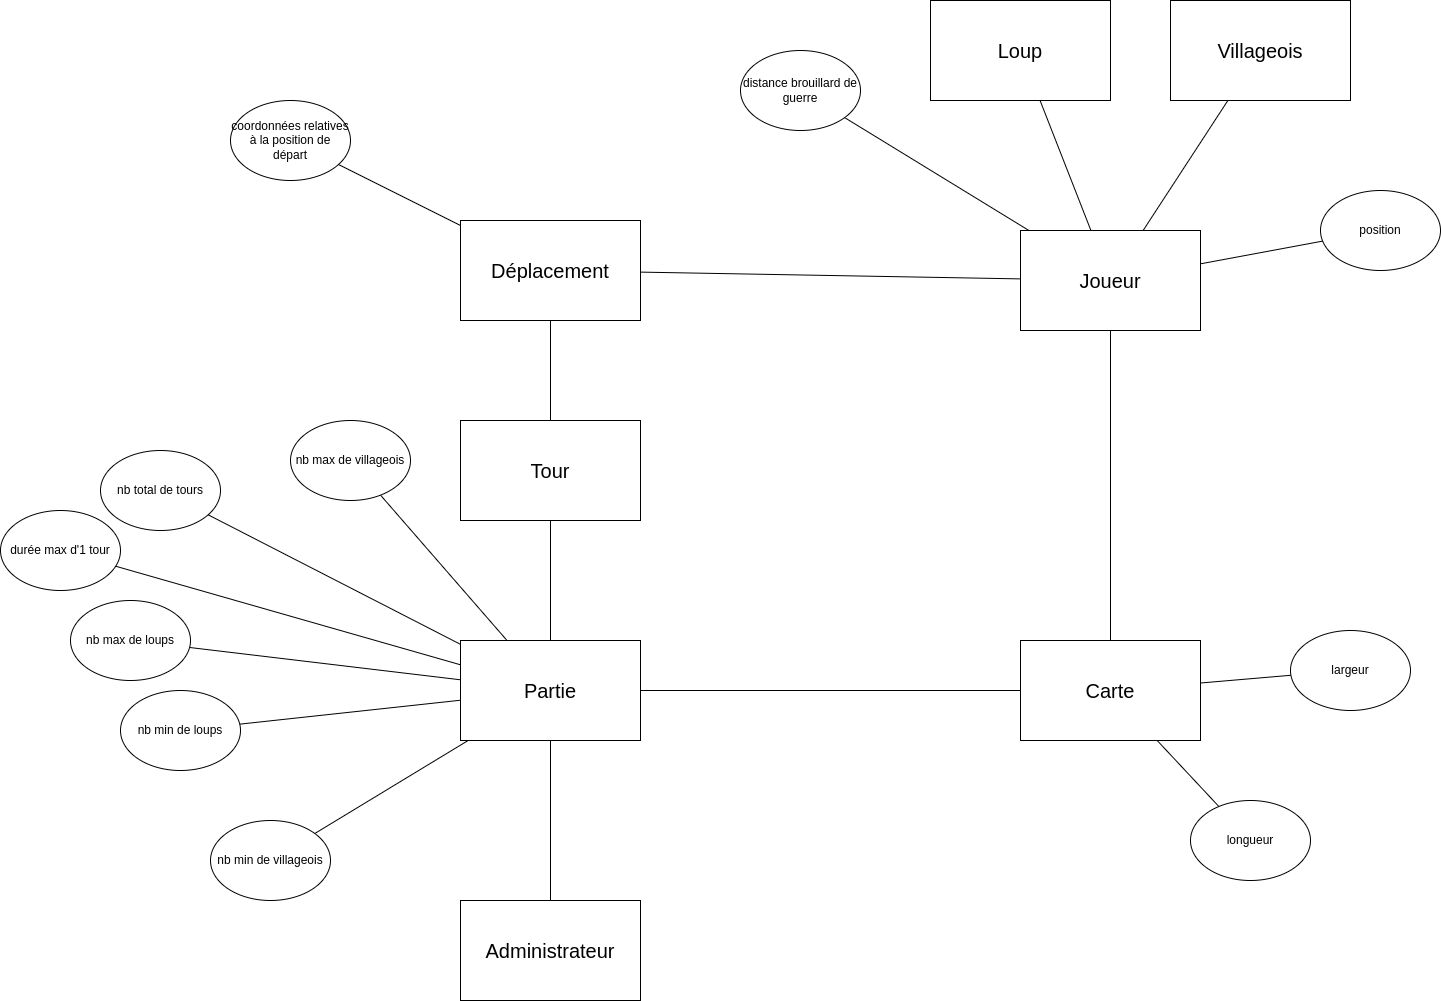 Loup
Villageois
distance brouillard de
guerre
coordonnées relatives
à la position de
départ
position
Déplacement
Joueur
nb max de villageois
Tour
nb total de tours
durée max d'1 tour
nb max de loups
largeur
Partie
Carte
nb min de loups
longueur
nb min de villageois
Administrateur